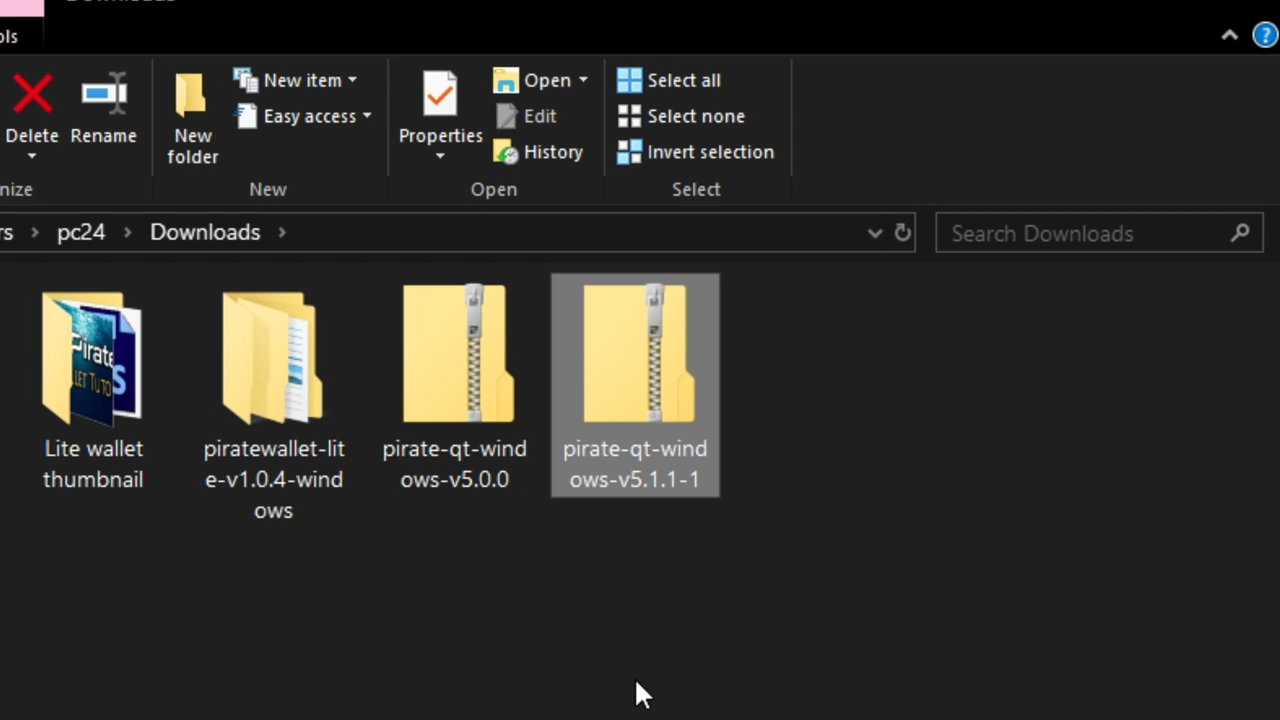 ols
Delete
Rename
New
folder
New item
Easy access
Properties
Open
Edit
History
Select all
Select none
Invert selection
nize
New
Open
Select
rs
pc24
Downloads
Search Downloads
Pirate
Lite wallet
thumbnail
piratewallet-lit
e-v1.0.4-wind
ows
pirate-qt-wind
ows-v5.0.0
pirate-qt-wind
ows-v5.1.1-1